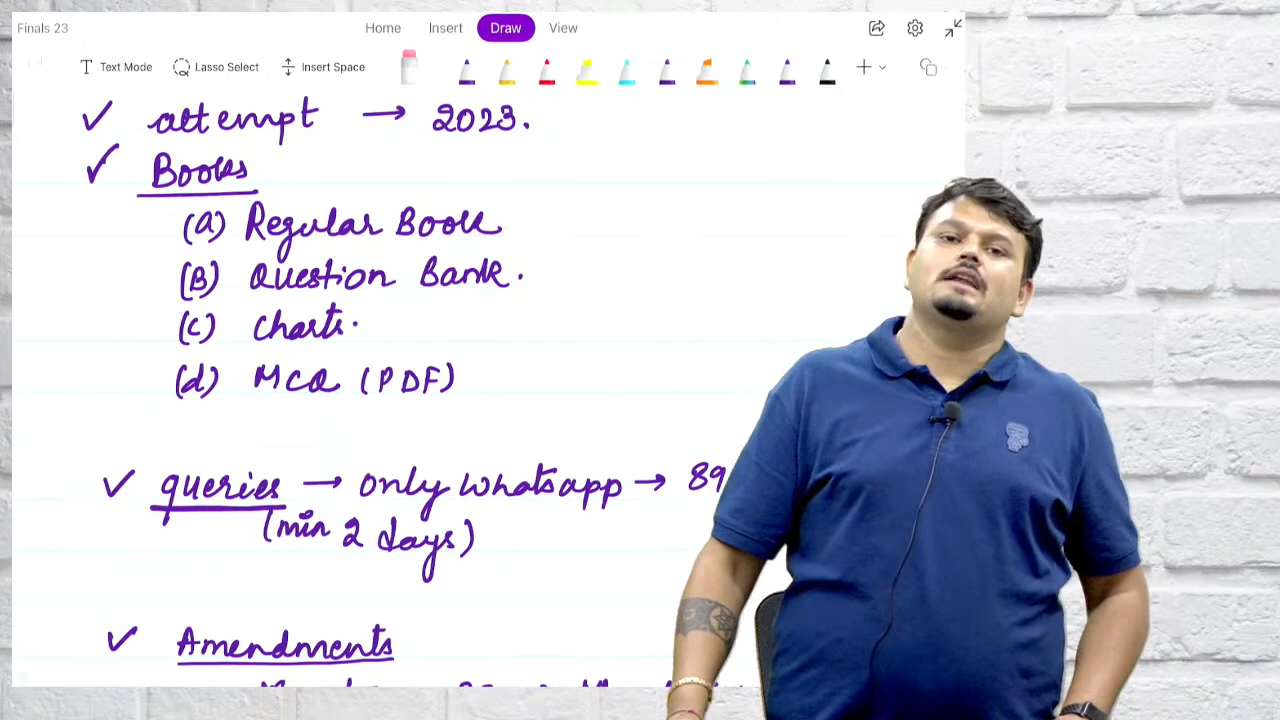 Finals 23
Home Insert Draw View
Text Mode Lasso Select Insert Space
✓ attempt → 2023.
✓ Books
(a) Regular Book
(B) Question Bank.
(c) Charts.
(d) MCQ (PDF)
✓ queries → only whatsapp → 89
(min 2 days)
✓ Amendments